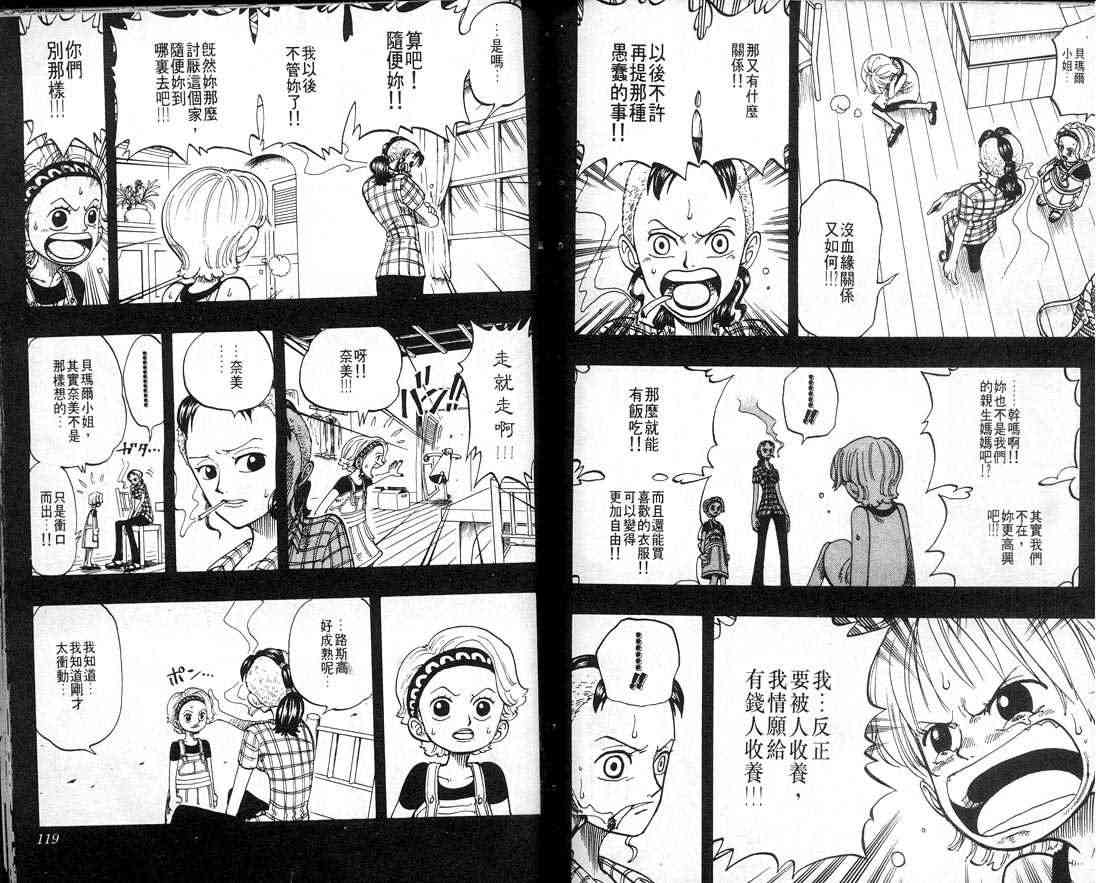 貝瑪爾
小姐…
沒血緣關係
又如何!!?
那又有什麼
關係!!
以後不許
再提那種
愚蠢的事!!
……幹嗎啊!!
妳也不是我們
的親生媽媽吧!!?
其實我們
不在，
妳更高興
吧!!!
………!!
那麼就能
有飯吃!!
而且還能買
喜歡的衣服
可以變得
更加自由!!
我…反正
要被人收養，
我情願給
有錢人收養!!!
………!!
…是嗎…
算吧!
隨便妳!!
我以後
不管妳了!!
既然妳那麼
討厭這個家，
隨便妳到
哪裏去吧!!!
你們
別那樣!!!
走就走啊!!!
呀!!
奈美!!!
……
奈美
…………
ガタ…
貝瑪爾小姐，
其實奈美不是
那樣想的…
只是衝口
而出…!!
…路斯高
好成熟呢…
ポン…
我知道…
我知道剛才
太衝動…
119